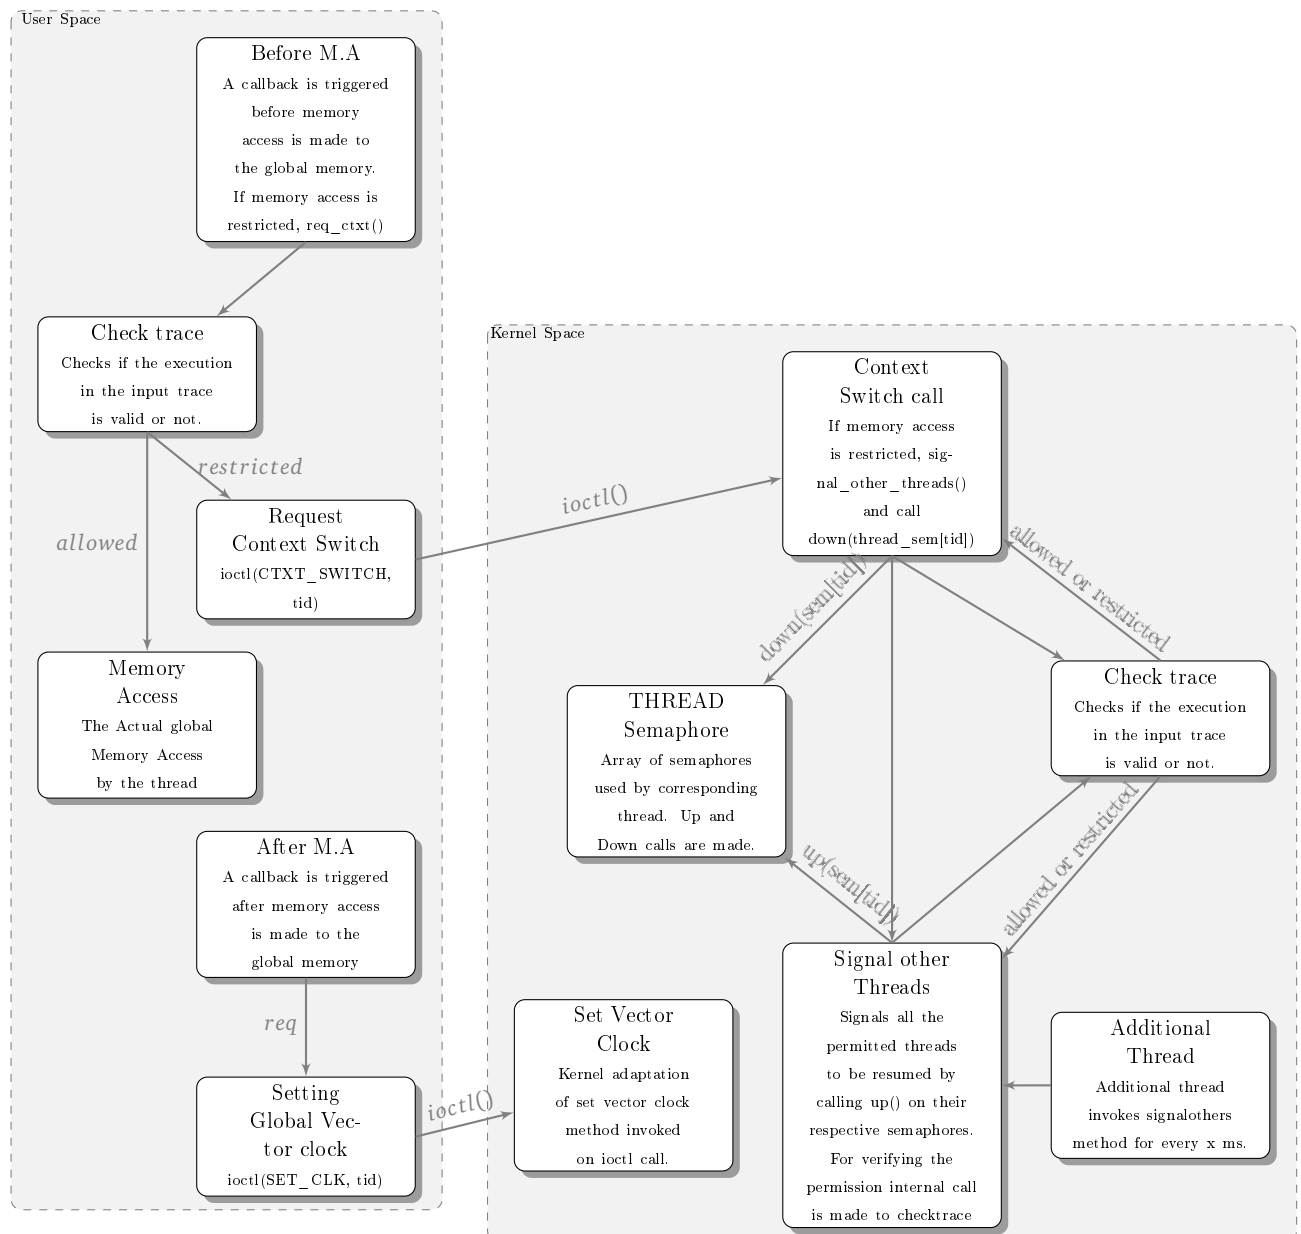 User Space
Before M.A
A callback is triggered
before memory
access is made to
the global memory.
If memory access is
restricted, req_ctxt()
Check trace
Checks if the execution
in the input trace
is valid or not.
restricted
allowed
Request
Context Switch
ioctl(CTXT_SWITCH,
tid)
Memory
Access
The Actual global
Memory Access
by the thread
After M.A
A callback is triggered
after memory access
is made to the
global memory
req
Setting
Global Vec-
tor clock
ioctl(SET_CLK, tid)
ioctl()
ioctl()
Kernel Space
Context
Switch call
If memory access
is restricted, sig-
nal_other_threads()
and call
down(thread_sem[tid])
down(sem[tid])
allowed or restricted
THREAD
Semaphore
Array of semaphores
used by corresponding
thread. Up and
Down calls are made.
Check trace
Checks if the execution
in the input trace
is valid or not.
up(sem[tid])
allowed or restricted
Set Vector
Clock
Kernel adaptation
of set vector clock
method invoked
on ioctl call.
Signal other
Threads
Signals all the
permitted threads
to be resumed by
calling up() on their
respective semaphores.
For verifying the
permission internal call
is made to checktrace
Additional
Thread
Additional thread
invokes signalothers
method for every x ms.